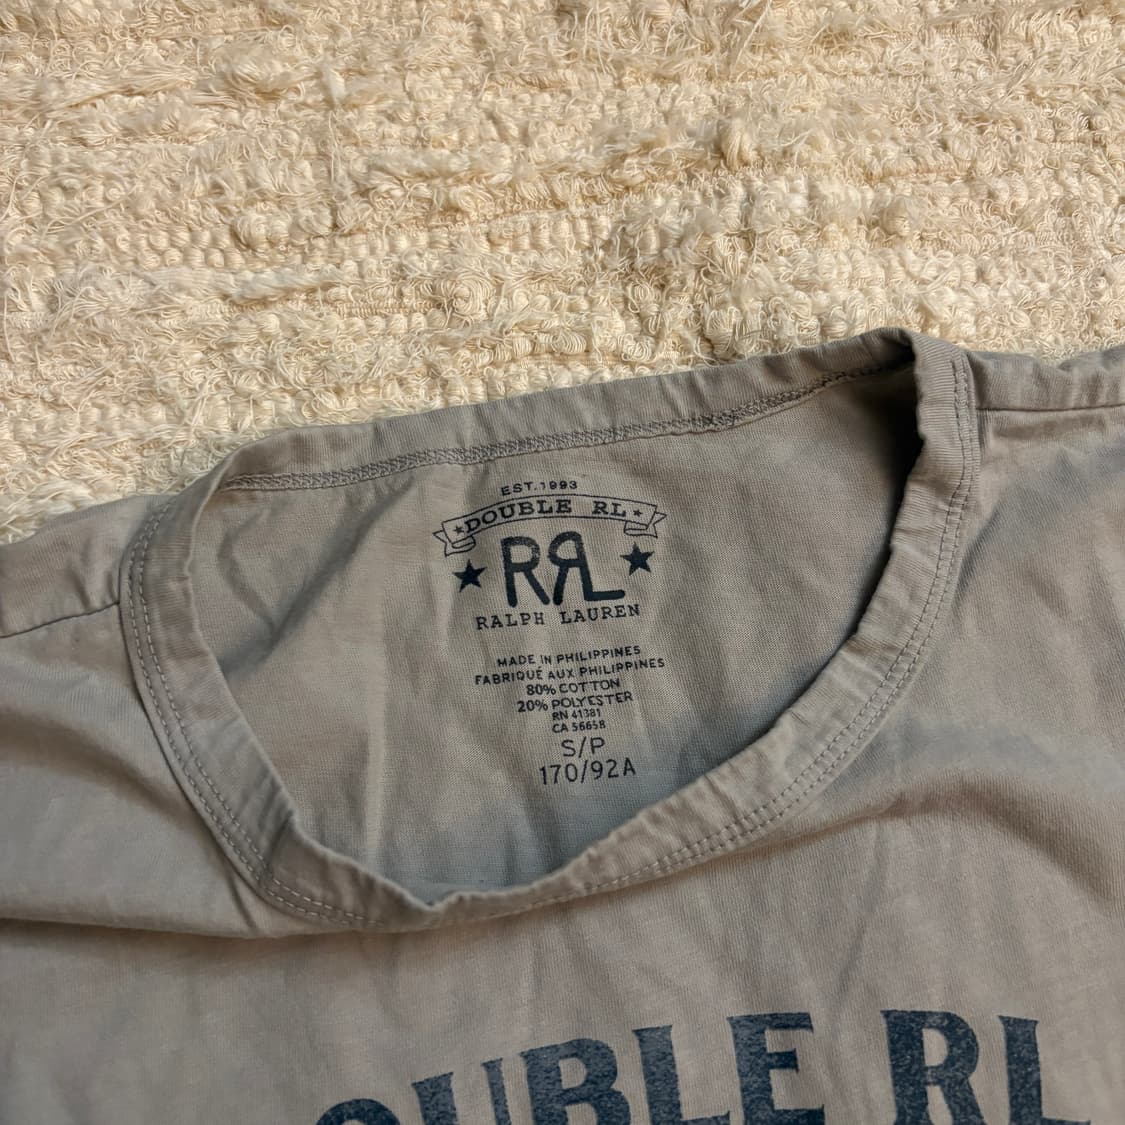 EST.1993
★DOUBLE RL★
RRL
RALPH LAUREN
MADE IN PHILIPPINES
FABRIQUÉ AUX PHILIPPINES
80% COTTON
20% POLYESTER
RN 41381
CA 56658
S/P
170/92A
OUBLE RL